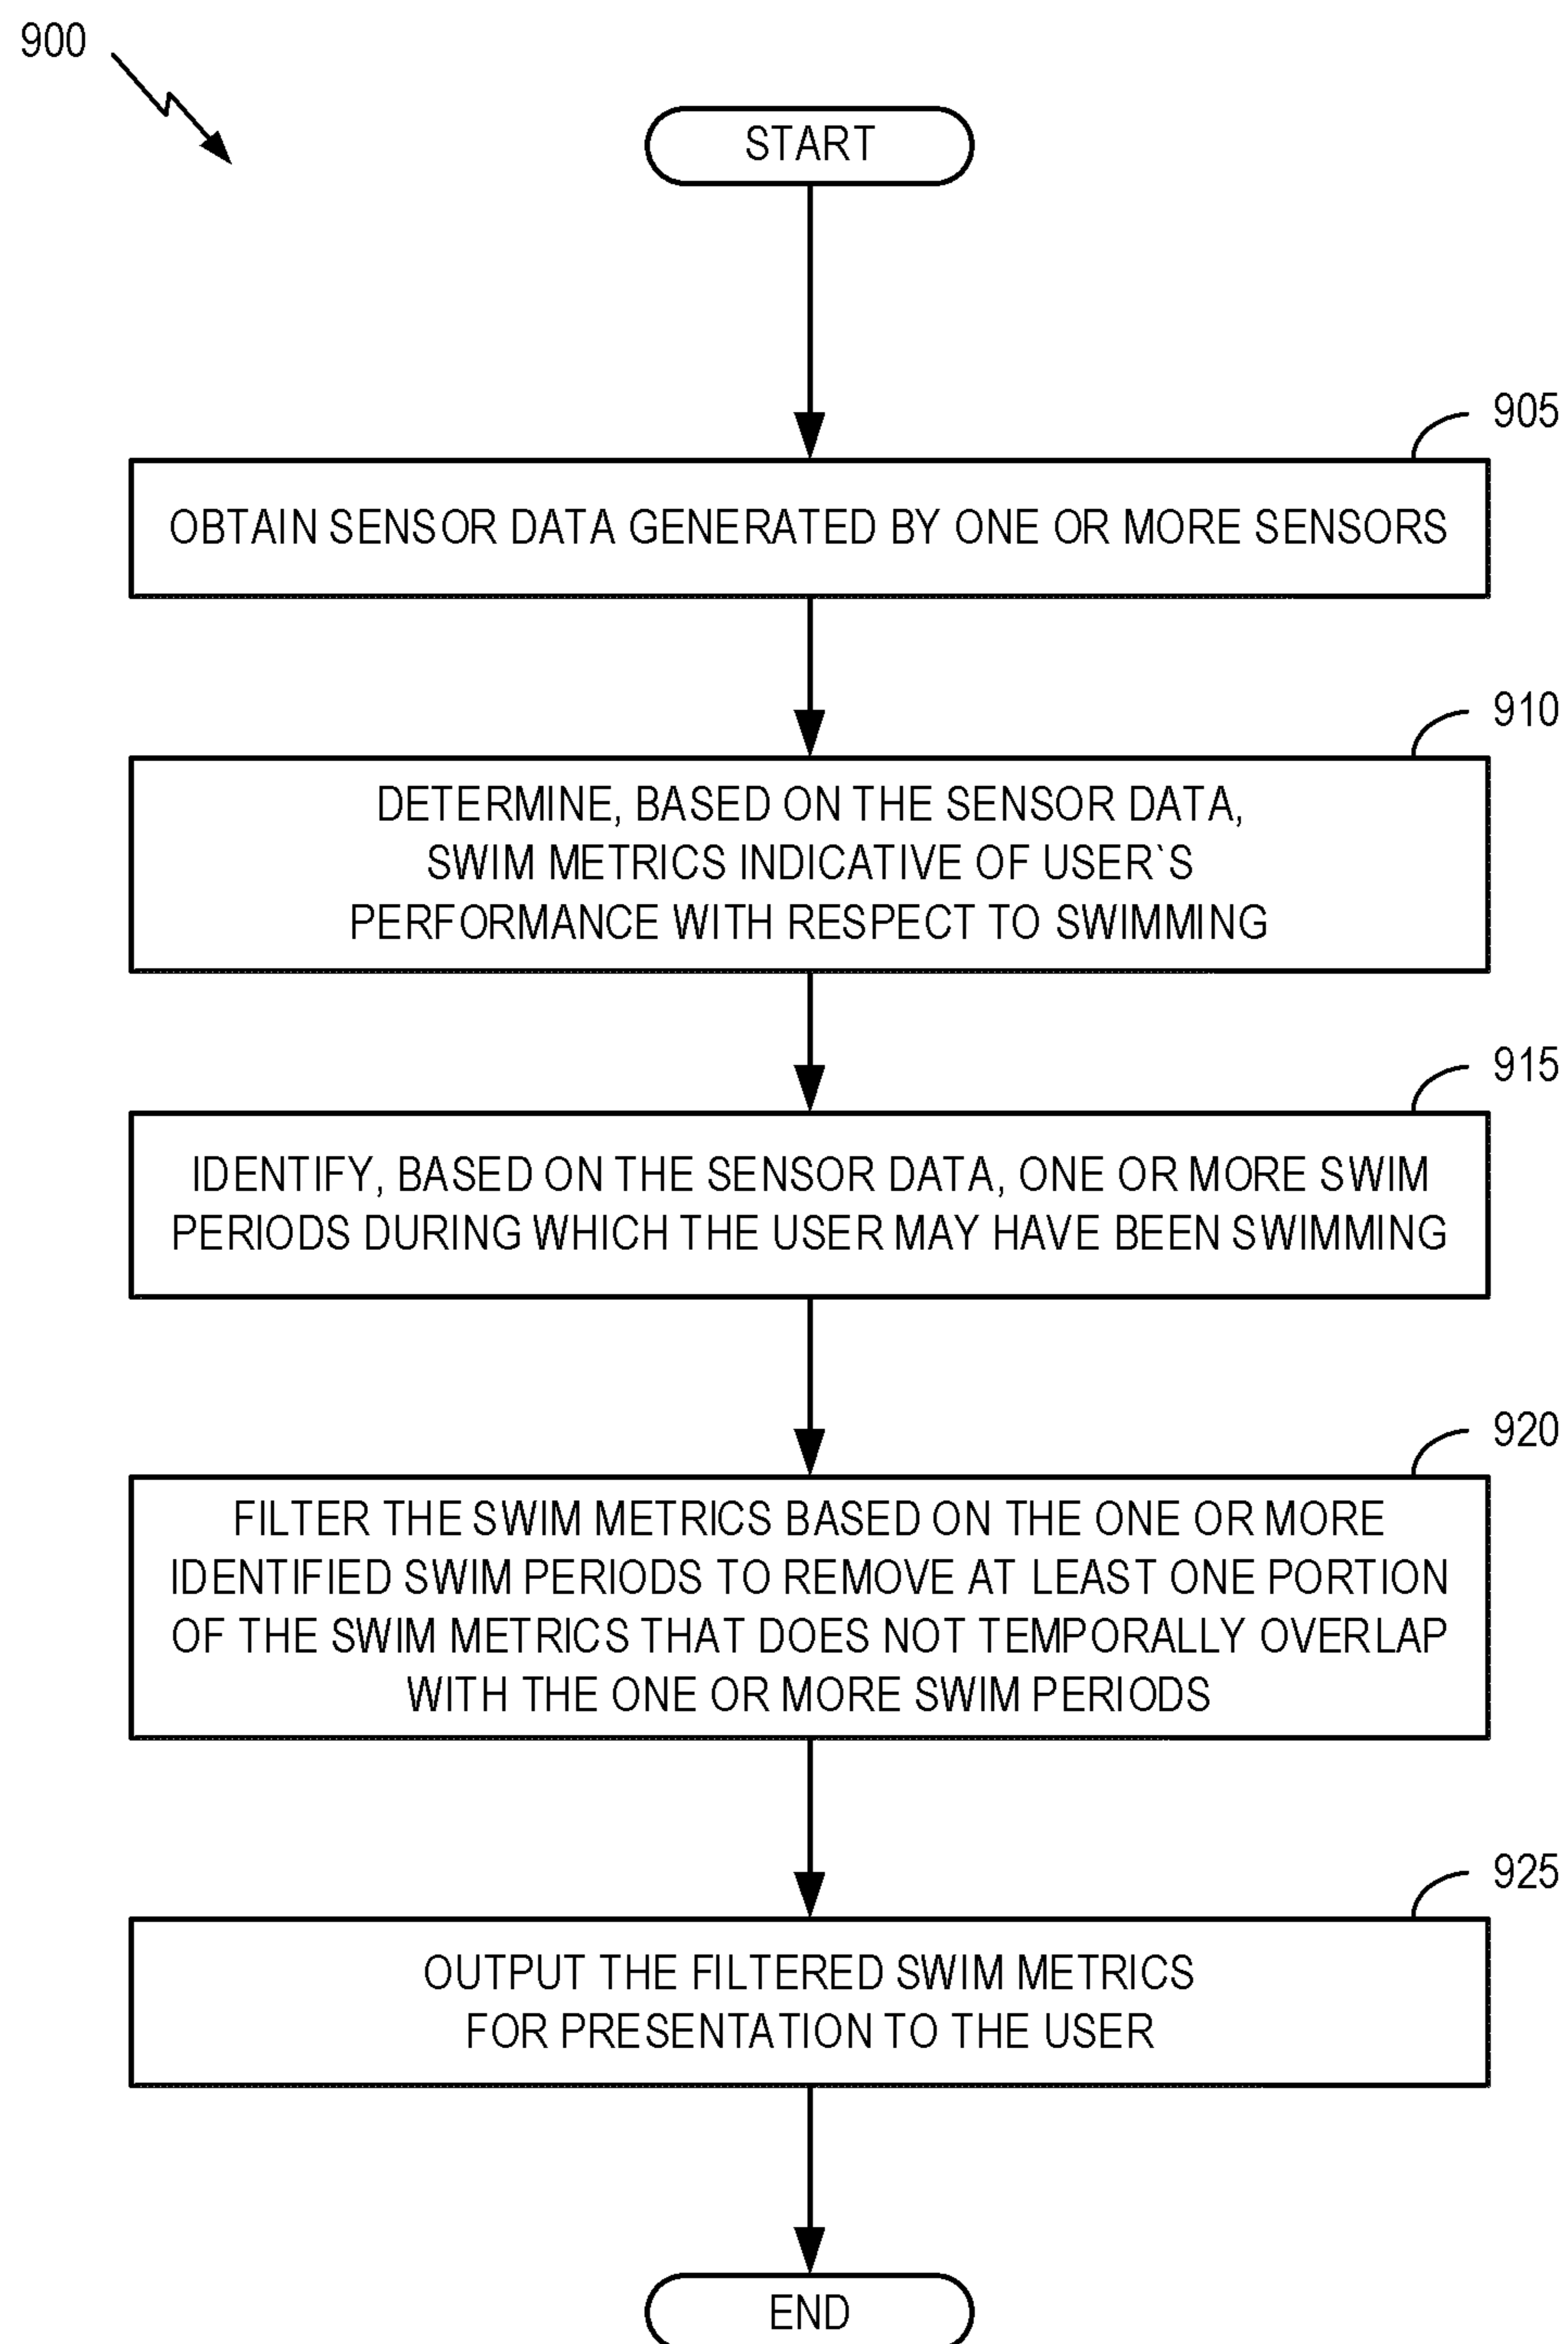 900
START
905
OBTAIN SENSOR DATA GENERATED BY ONE OR MORE SENSORS
910
DETERMINE, BASED ON THE SENSOR DATA,
SWIM METRICS INDICATIVE OF USER`S
PERFORMANCE WITH RESPECT TO SWIMMING
915
IDENTIFY, BASED ON THE SENSOR DATA, ONE OR MORE SWIM
PERIODS DURING WHICH THE USER MAY HAVE BEEN SWIMMING
920
FILTER THE SWIM METRICS BASED ON THE ONE OR MORE
IDENTIFIED SWIM PERIODS TO REMOVE AT LEAST ONE PORTION
OF THE SWIM METRICS THAT DOES NOT TEMPORALLY OVERLAP
WITH THE ONE OR MORE SWIM PERIODS
925
OUTPUT THE FILTERED SWIM METRICS
FOR PRESENTATION TO THE USER
END